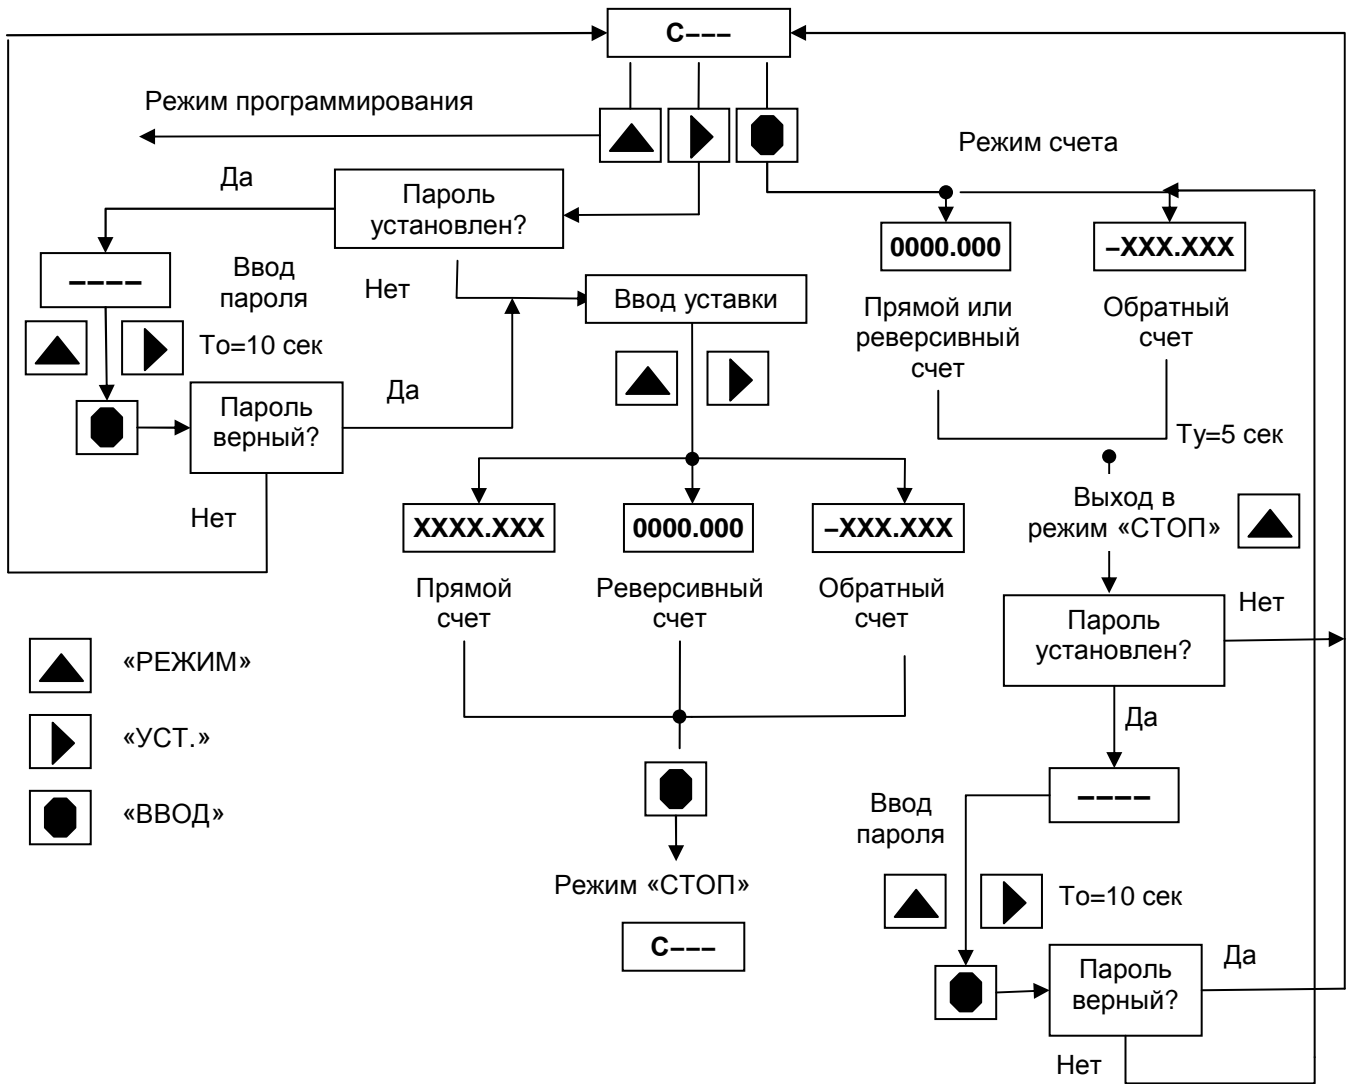 C–––
Режим программирования
Режим счета
Да
Пароль
установлен?
0000.000
–XXX.XXX
––––
Ввод
пароля
Нет
Ввод уставки
Прямой или
реверсивный
счет
Обратный
счет
То=10 сек
Да
Пароль
верный?
Ту=5 сек
Нет
XXXX.XXX
0000.000
–XXX.XXX
Выход в
режим «СТОП»
Прямой
счет
Реверсивный
счет
Обратный
счет
Пароль
установлен?
Нет
«РЕЖИМ»
«УСТ.»
«ВВОД»
Да
––––
Ввод
пароля
Режим «СТОП»
То=10 сек
C–––
Пароль
верный?
Да
Нет